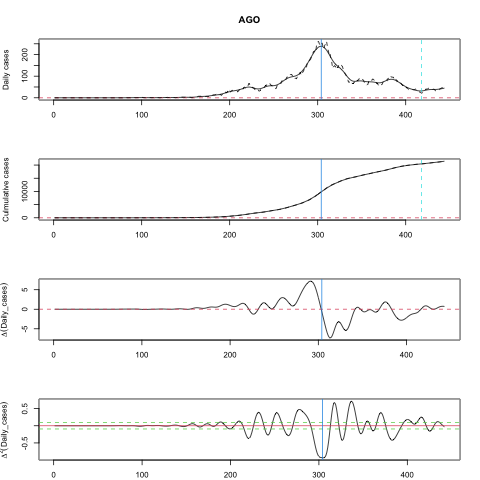 AGO
Daily cases
0 100 200
0 100 200 300 400
Culmulative cases
0 10000
0 100 200 300 400
Δ(Daily_cases)
-5 0 5
0 100 200 300 400
Δ²(Daily_cases)
-0.5 0.5
0 100 200 300 400